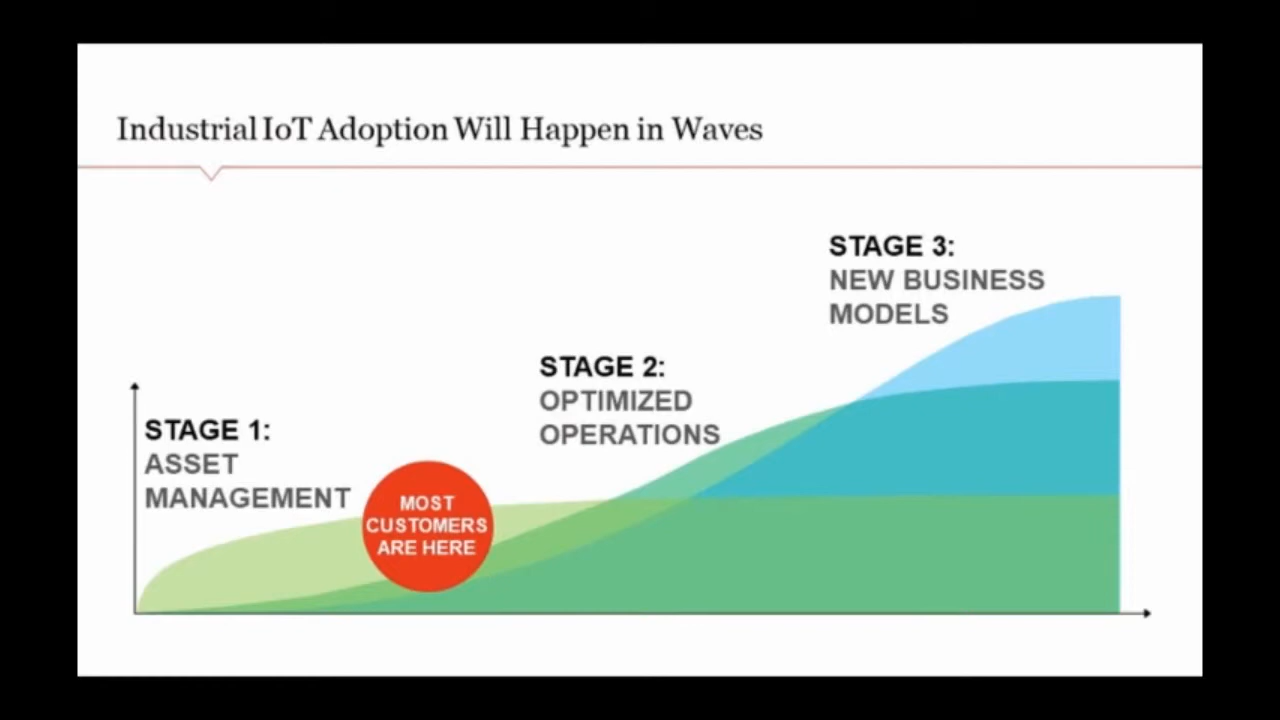 Industrial IoT Adoption Will Happen in Waves
STAGE 1:
ASSET
MANAGEMENT
MOST
CUSTOMERS
ARE HERE
STAGE 2:
OPTIMIZED
OPERATIONS
STAGE 3:
NEW BUSINESS
MODELS